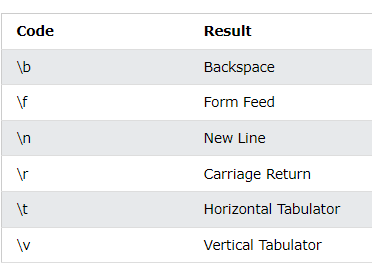 Code Result
\b Backspace
\f Form Feed
\n New Line
\r Carriage Return
\t Horizontal Tabulator
\v Vertical Tabulator